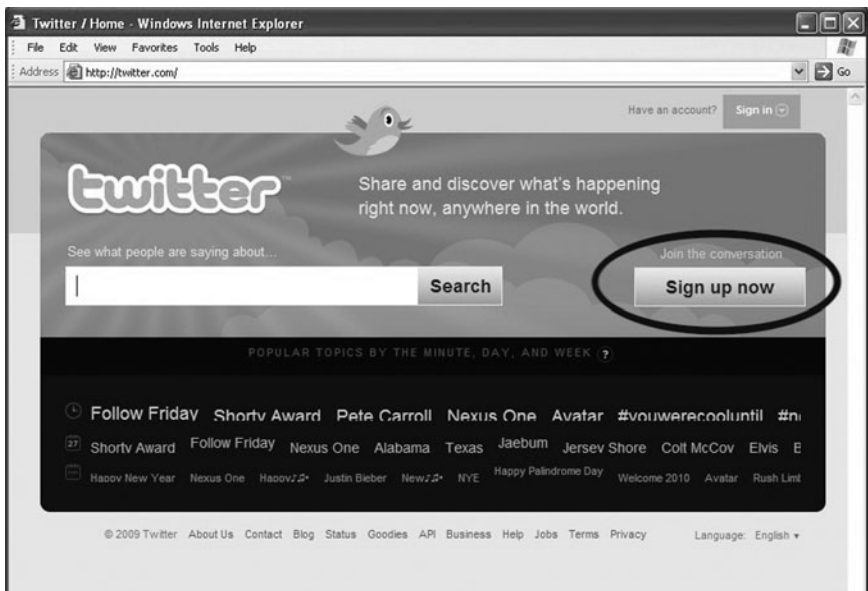 Twitter / Home - Windows Internet Explorer
File Edit View Favorites Tools Help
Address http://twitter.com/ Go
Have an account? Sign in
twitter™
Share and discover what's happening
right now, anywhere in the world.
See what people are saying about...
Search
Join the conversation
Sign up now
POPULAR TOPICS BY THE MINUTE, DAY, AND WEEK ?
Follow Friday Shorty Award Pete Carroll Nexus One Avatar #youwerecooluntil
27 Shorty Award Follow Friday Nexus One Alabama Texas Jaebum Jersey Shore Colt McCoy Elvis
Happy New Year Nexus One Happy♪♫• Justin Bieber New♪♫• NYE Happy Palindrome Day Welcome 2010 Avatar Rush
© 2009 Twitter About Us Contact Blog Status Goodies API Business Help Jobs Terms Privacy Language: English